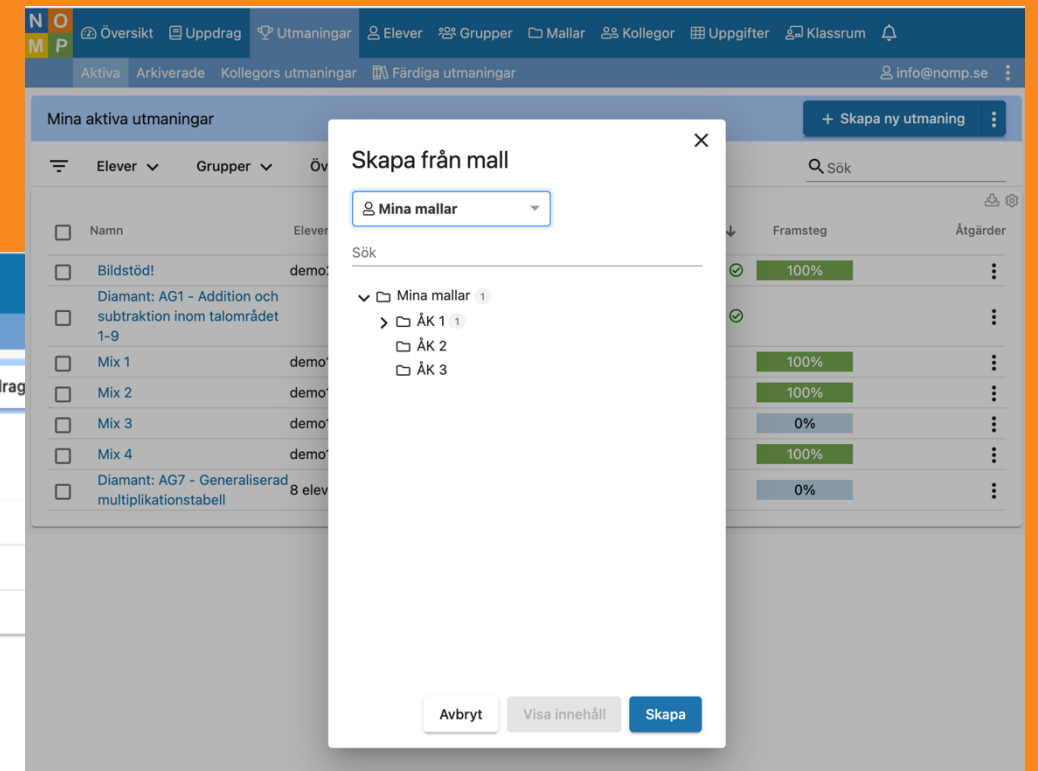 N O
M P
Översikt Uppdrag Utmaningar Elever Grupper Mallar Kollegor Uppgifter Klassrum
Aktiva Arkiverade Kollegors utmaningar Färdiga utmaningar info@nomp.se
Mina aktiva utmaningar + Skapa ny utmaning
Elever Grupper Sök
Namn Framsteg Åtgärder
Bildstöd! 100%
Diamant: AG1 - Addition och
subtraktion inom talområdet
1-9
Mix 1 100%
Mix 2 100%
Mix 3 0%
Mix 4 100%
Diamant: AG7 - Generaliserad
multiplikationstabell
8 elev 0%
Skapa från mall
Mina mallar
Sök
Mina mallar 1
ÅK 1 1
ÅK 2
ÅK 3
Avbryt Visa innehåll Skapa